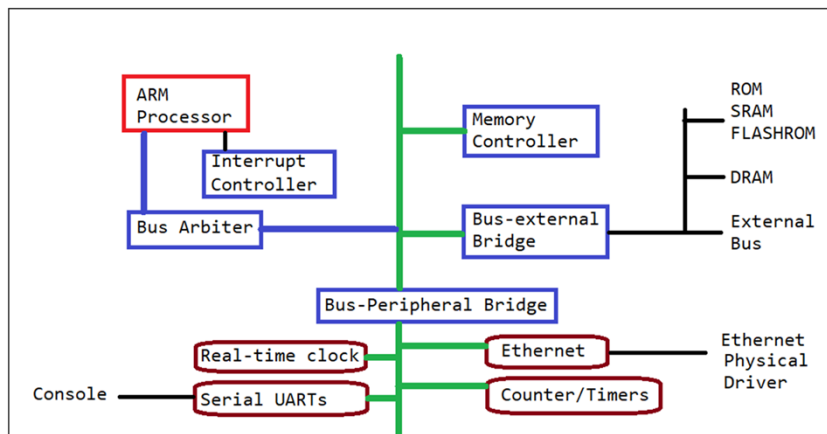 ARM
Processor
Interrupt
Controller
Bus Arbiter
Memory
Controller
Bus-external
Bridge
ROM
SRAM
FLASHROM
DRAM
External
Bus
Bus-Peripheral Bridge
Real-time clock
Ethernet
Ethernet
Physical
Driver
Console
Serial UARTs
Counter/Timers